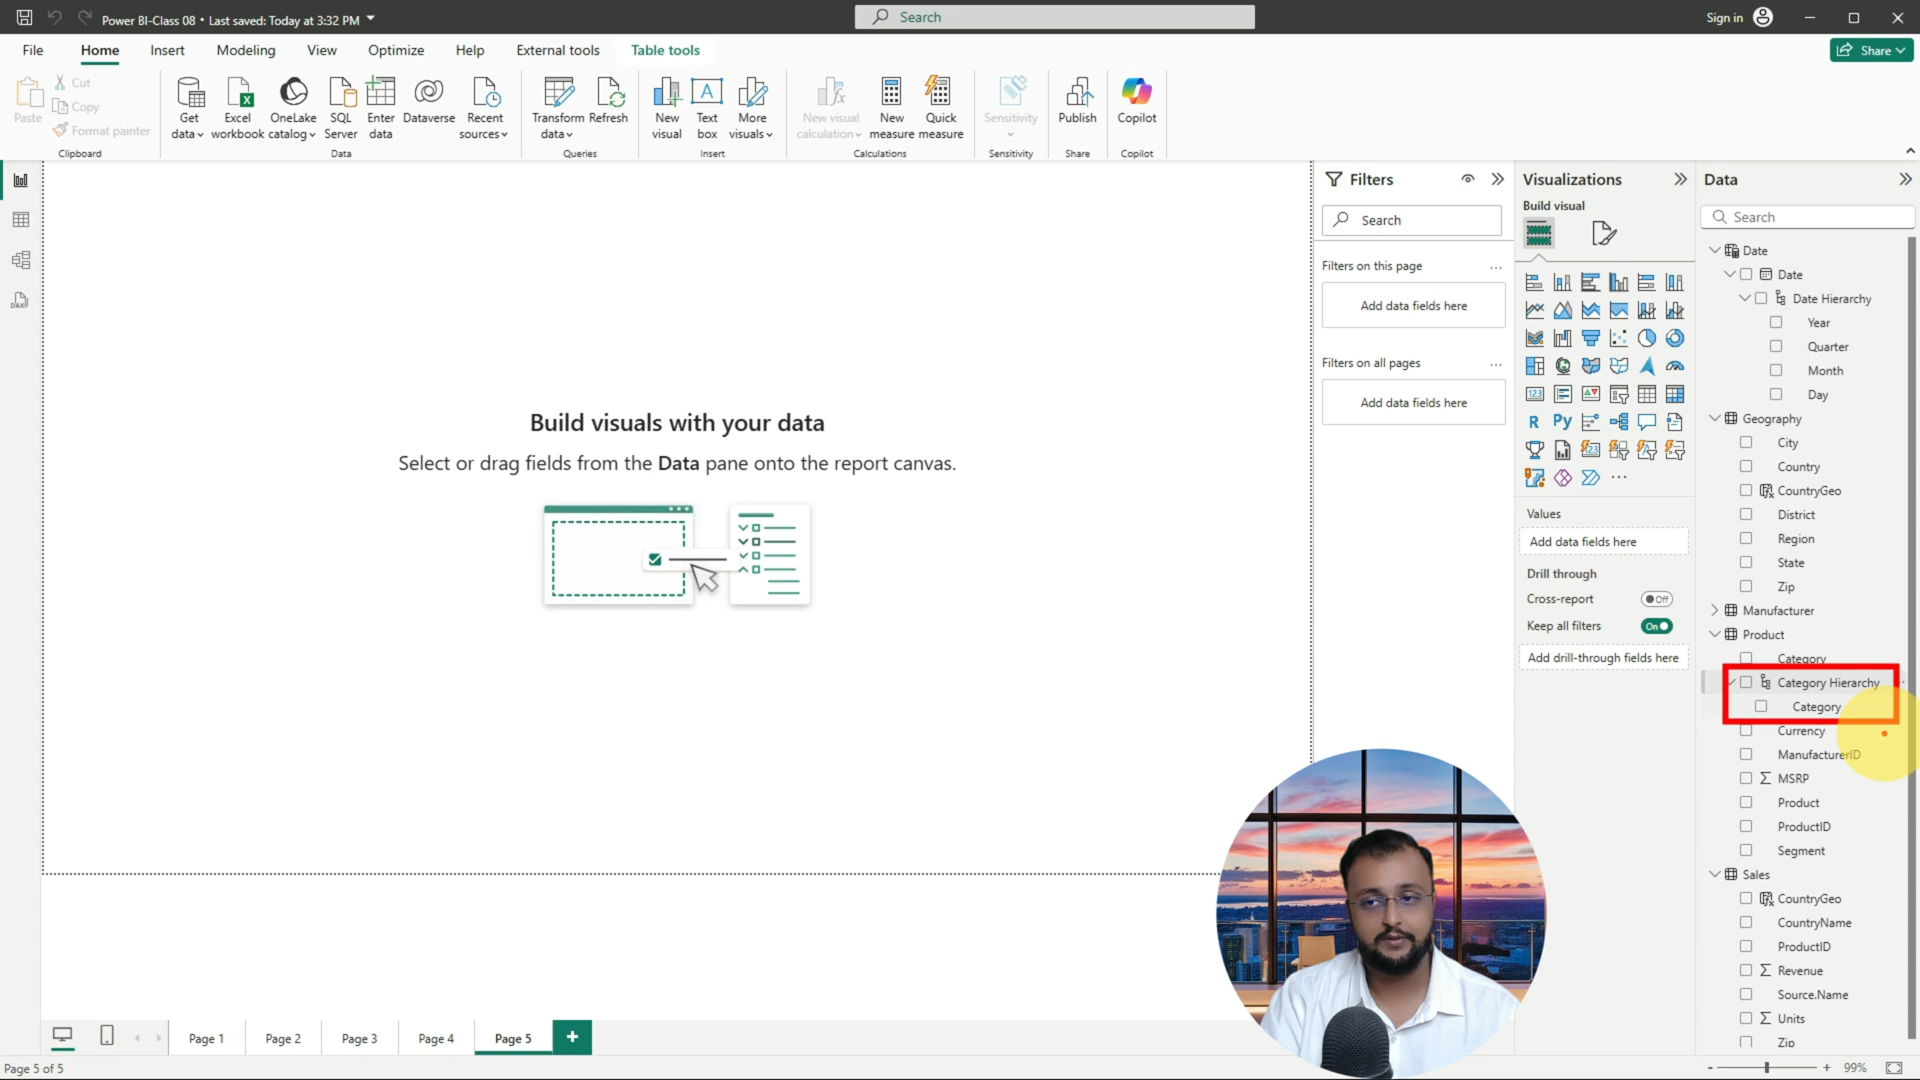 Power BI-Class 08 • Last saved: Today at 3:32 PM
Search
Sign in
File
Home
Insert
Modeling
View
Optimize
Help
External tools
Table tools
Share
Paste
Cut
Copy
Format painter
Clipboard
Get data
Excel workbook
OneLake catalog
SQL Server
Enter data
Dataverse
Recent sources
Data
Transform data
Refresh
Queries
New visual
Text box
More visuals
Insert
New visual calculation
New measure
Quick measure
Calculations
Sensitivity
Sensitivity
Publish
Share
Copilot
Copilot
Build visuals with your data
Select or drag fields from the Data pane onto the report canvas.
Filters
Search
Filters on this page
Add data fields here
Filters on all pages
Add data fields here
Visualizations
Build visual
R
Py
123
Values
Add data fields here
Drill through
Cross-report
Off
Keep all filters
On
Add drill-through fields here
Data
Search
Date
Date
Date Hierarchy
Year
Quarter
Month
Day
Geography
City
Country
CountryGeo
District
Region
State
Zip
Manufacturer
Product
Category
Category Hierarchy
Category
Currency
ManufacturerID
MSRP
Product
ProductID
Segment
Sales
CountryGeo
CountryName
ProductID
Revenue
Source.Name
Units
Zip
Page 1
Page 2
Page 3
Page 4
Page 5
Page 5 of 5
99%